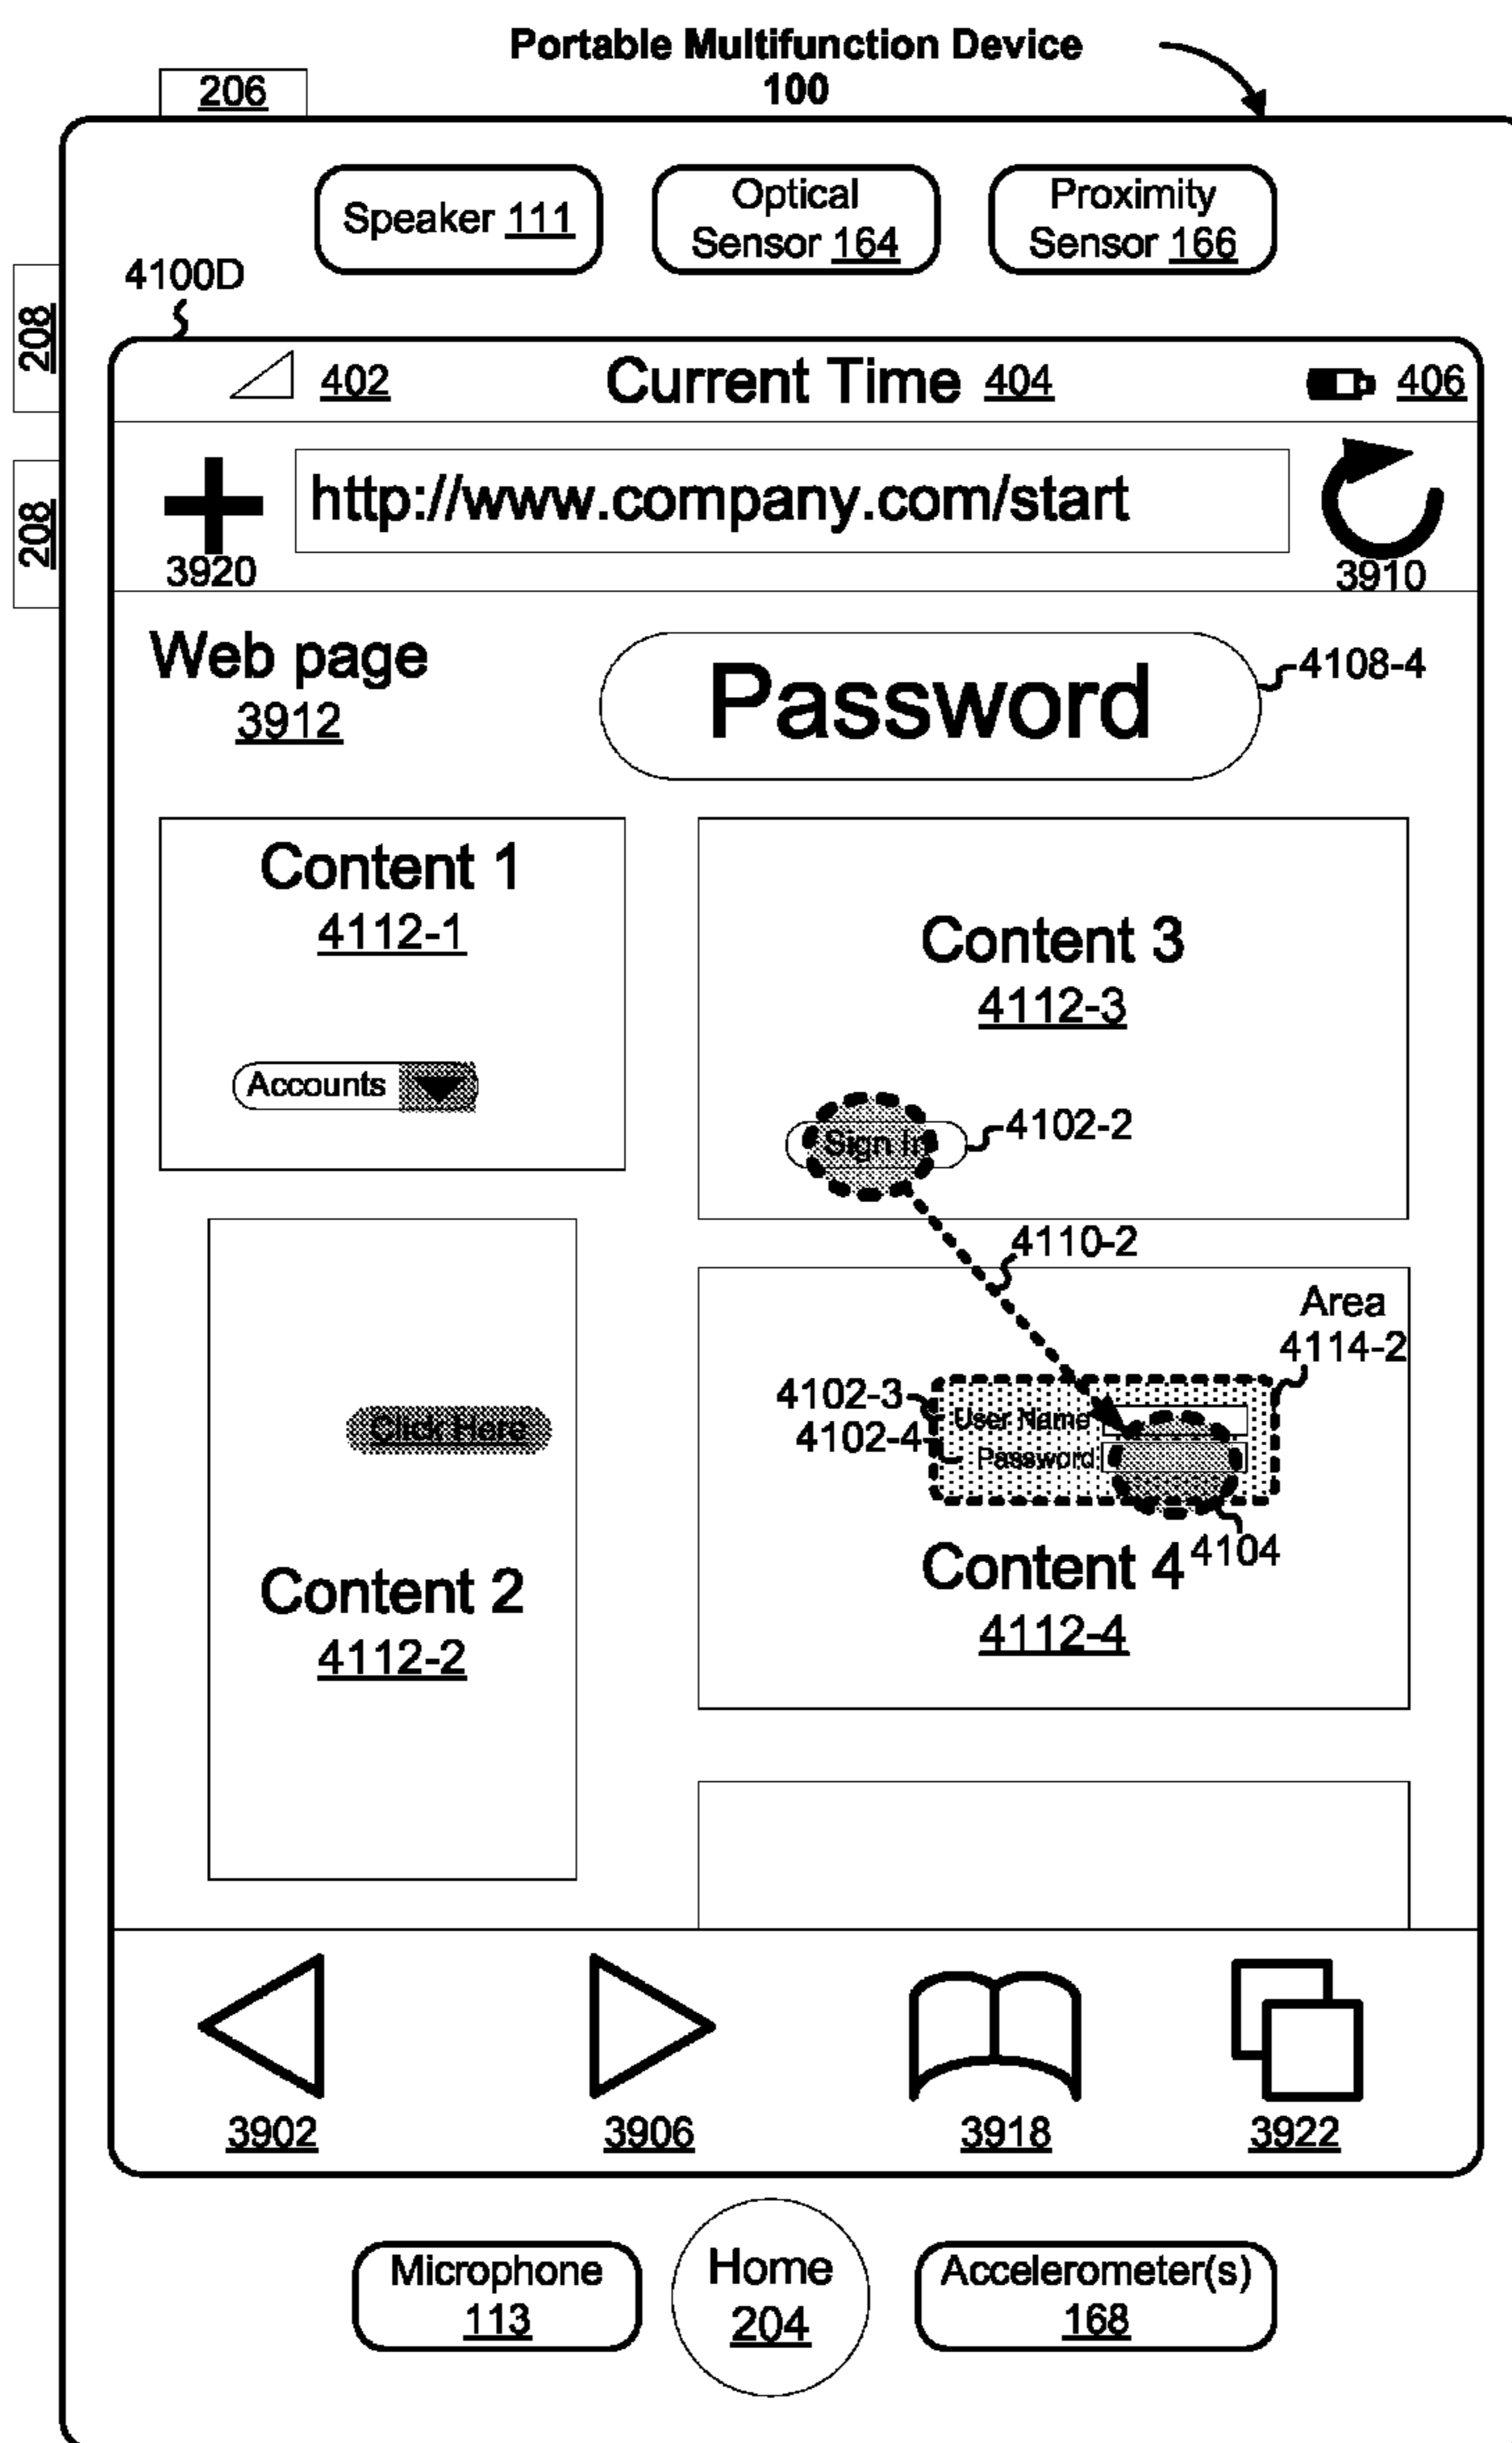 Portable Multifunction Device
100
206
Speaker 111
Optical
Sensor 164
Proximity
Sensor 166
4100D
208
208
402
Current Time 404
406
http://www.company.com/start
3920
3910
Web page
3912
Password
4108-4
Content 1
4112-1
Accounts
Content 3
4112-3
Sign In
4102-2
4110-2
Area
4114-2
4102-3
User Name
4102-4
Password
4104
Click Here
Content 2
4112-2
Content 4
4112-4
3902
3906
3918
3922
Microphone
113
Home
204
Accelerometer(s)
168